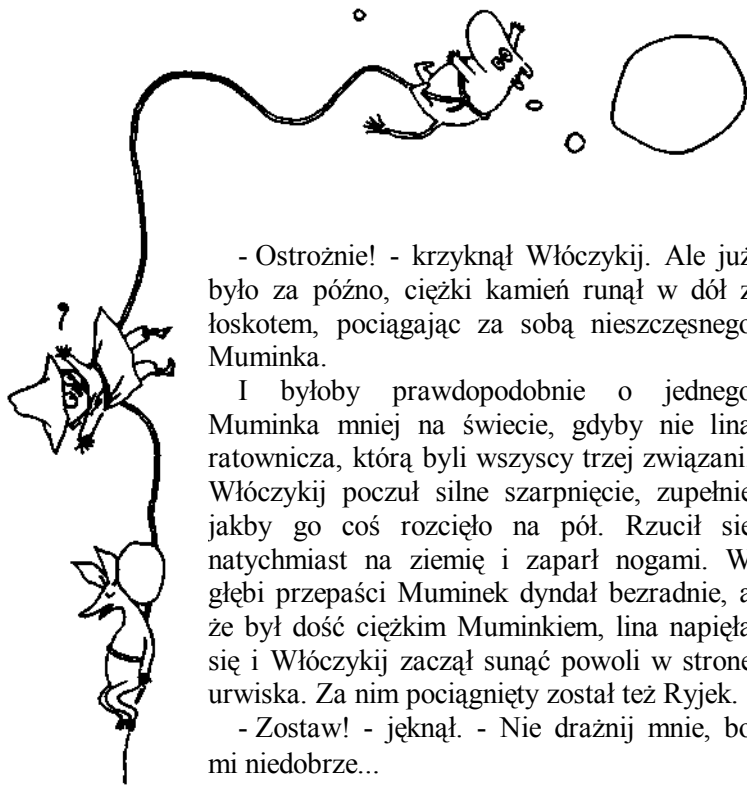 - Ostrożnie! - krzyknął Włóczykij. Ale już
było za późno, ciężki kamień runął w dół z
łoskotem, pociągając za sobą nieszczęsnego
Muminka.
I byłoby prawdopodobnie o jednego
Muminka mniej na świecie, gdyby nie lina
ratownicza, którą byli wszyscy trzej związani.
Włóczykij poczuł silne szarpnięcie, zupełnie
jakby go coś rozcięło na pół. Rzucił się
natychmiast na ziemię i zaparł nogami. W
głębi przepaści Muminek dyndał bezradnie, a
że był dość ciężkim Muminkiem, lina napięła
się i Włóczykij zaczął sunąć powoli w stronę
urwiska. Za nim pociągnięty został też Ryjek.
- Zostaw! - jęknął. - Nie drażnij mnie, bo
mi niedobrze...